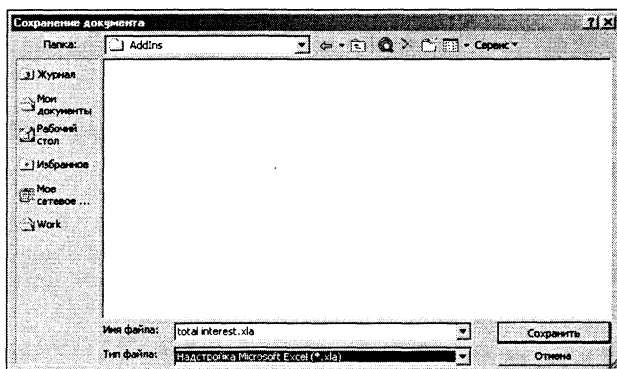 Сохранение документа
Папка: AddIns Сервис
Журнал
Мои
документы
Рабочий
стол
Избранное
Мое
сетевое ...
Work
Имя файла: total interest.xla Сохранить
Тип файла: Надстройка Microsoft Excel (*.xla) Отмена